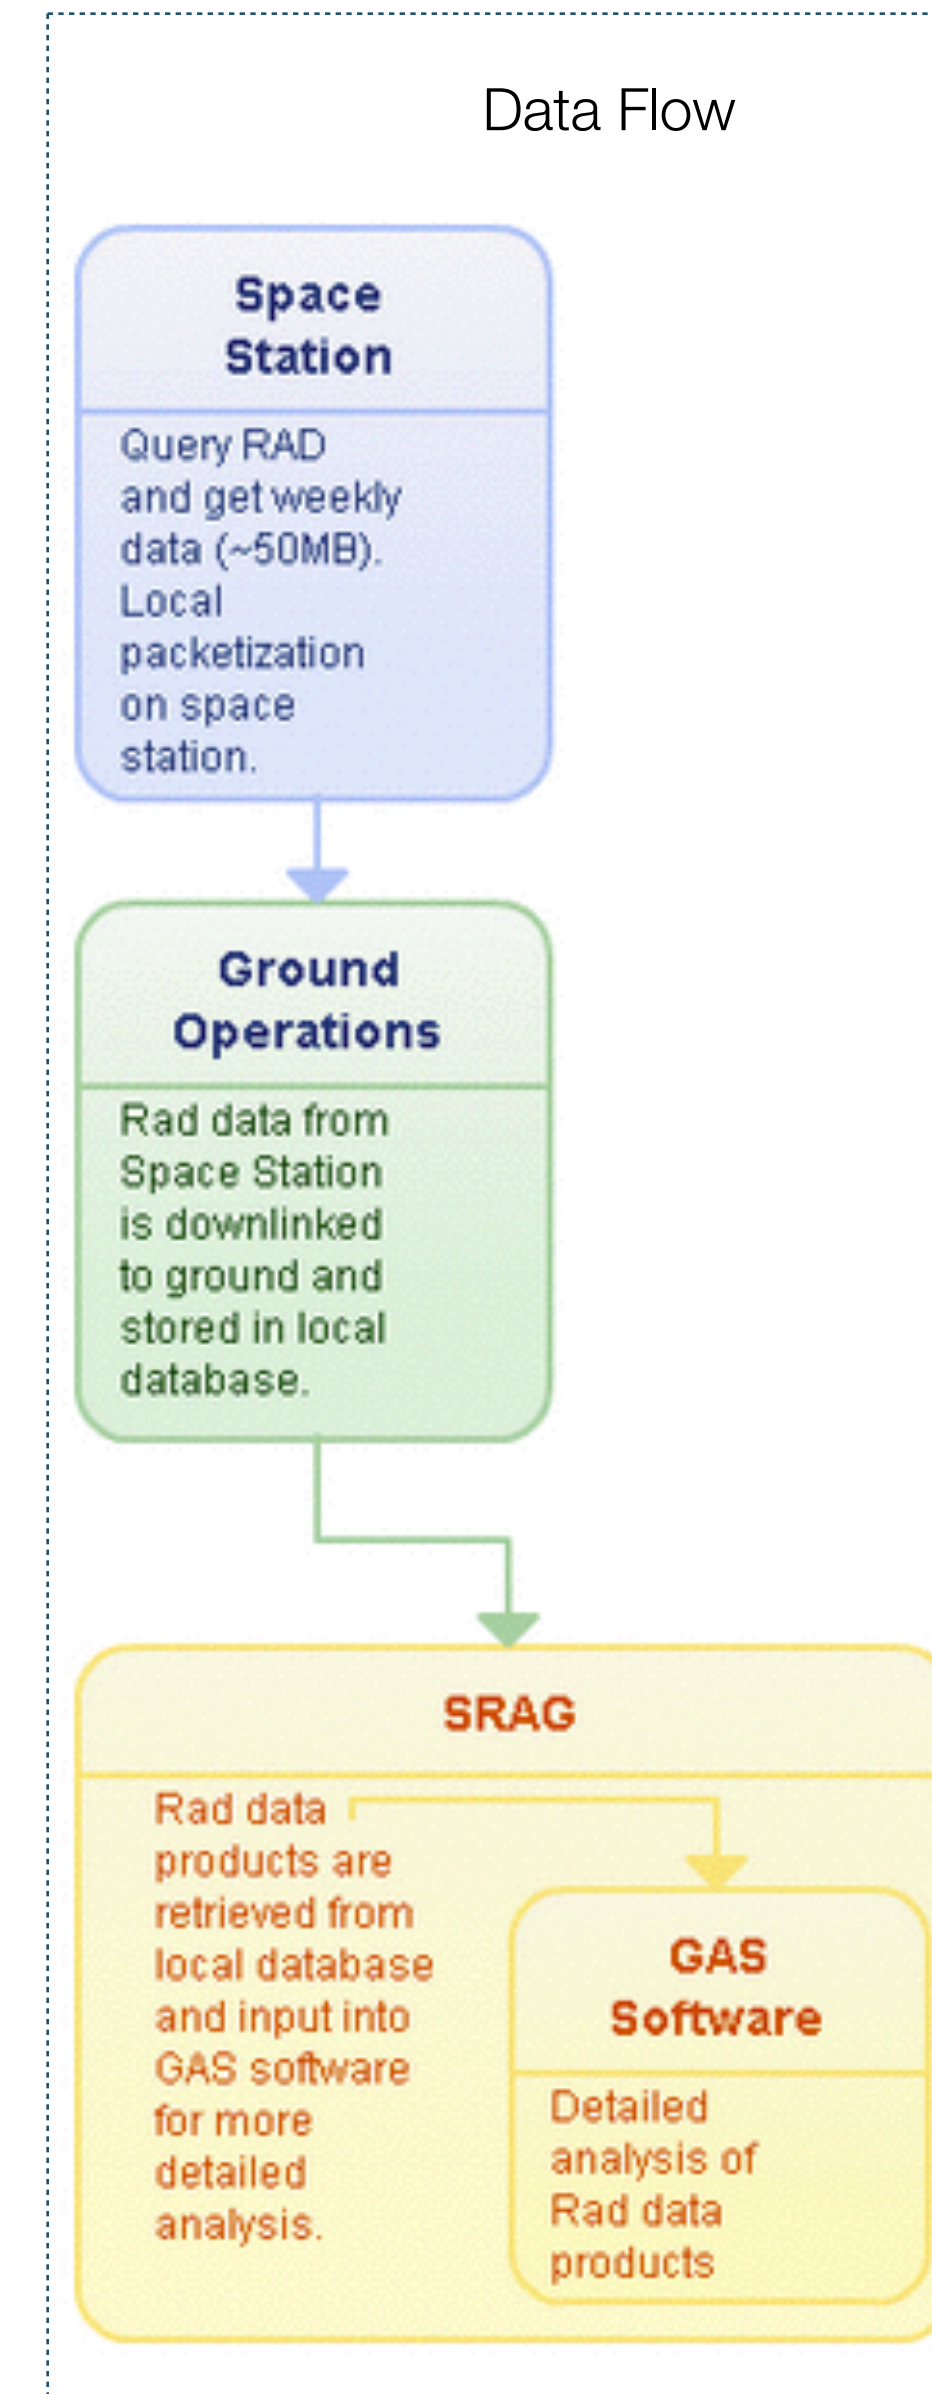 Data Flow
Space
Station
Query RAD
and get weekly
data (~50MB).
Local
packetization
on space
station.
Ground
Operations
Rad data from
Space Station
is downlinked
to ground and
stored in local
database.
SRAG
Rad data
products are
retrieved from
local database
and input into
GAS software
for more
detailed
analysis.
GAS
Software
Detailed
analysis of
Rad data
products